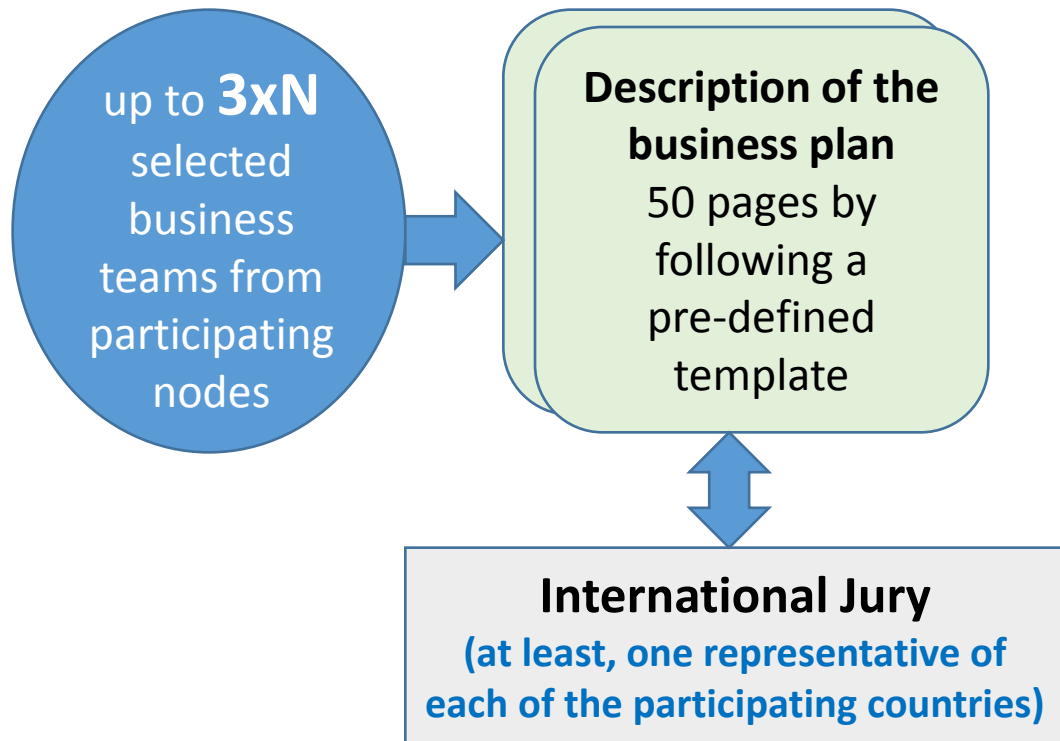 up to 3xN
selected
business
teams from
participating
nodes
Description of the
business plan
50 pages by
following a
pre-defined
template
International Jury
(at least, one representative of
each of the participating countries)